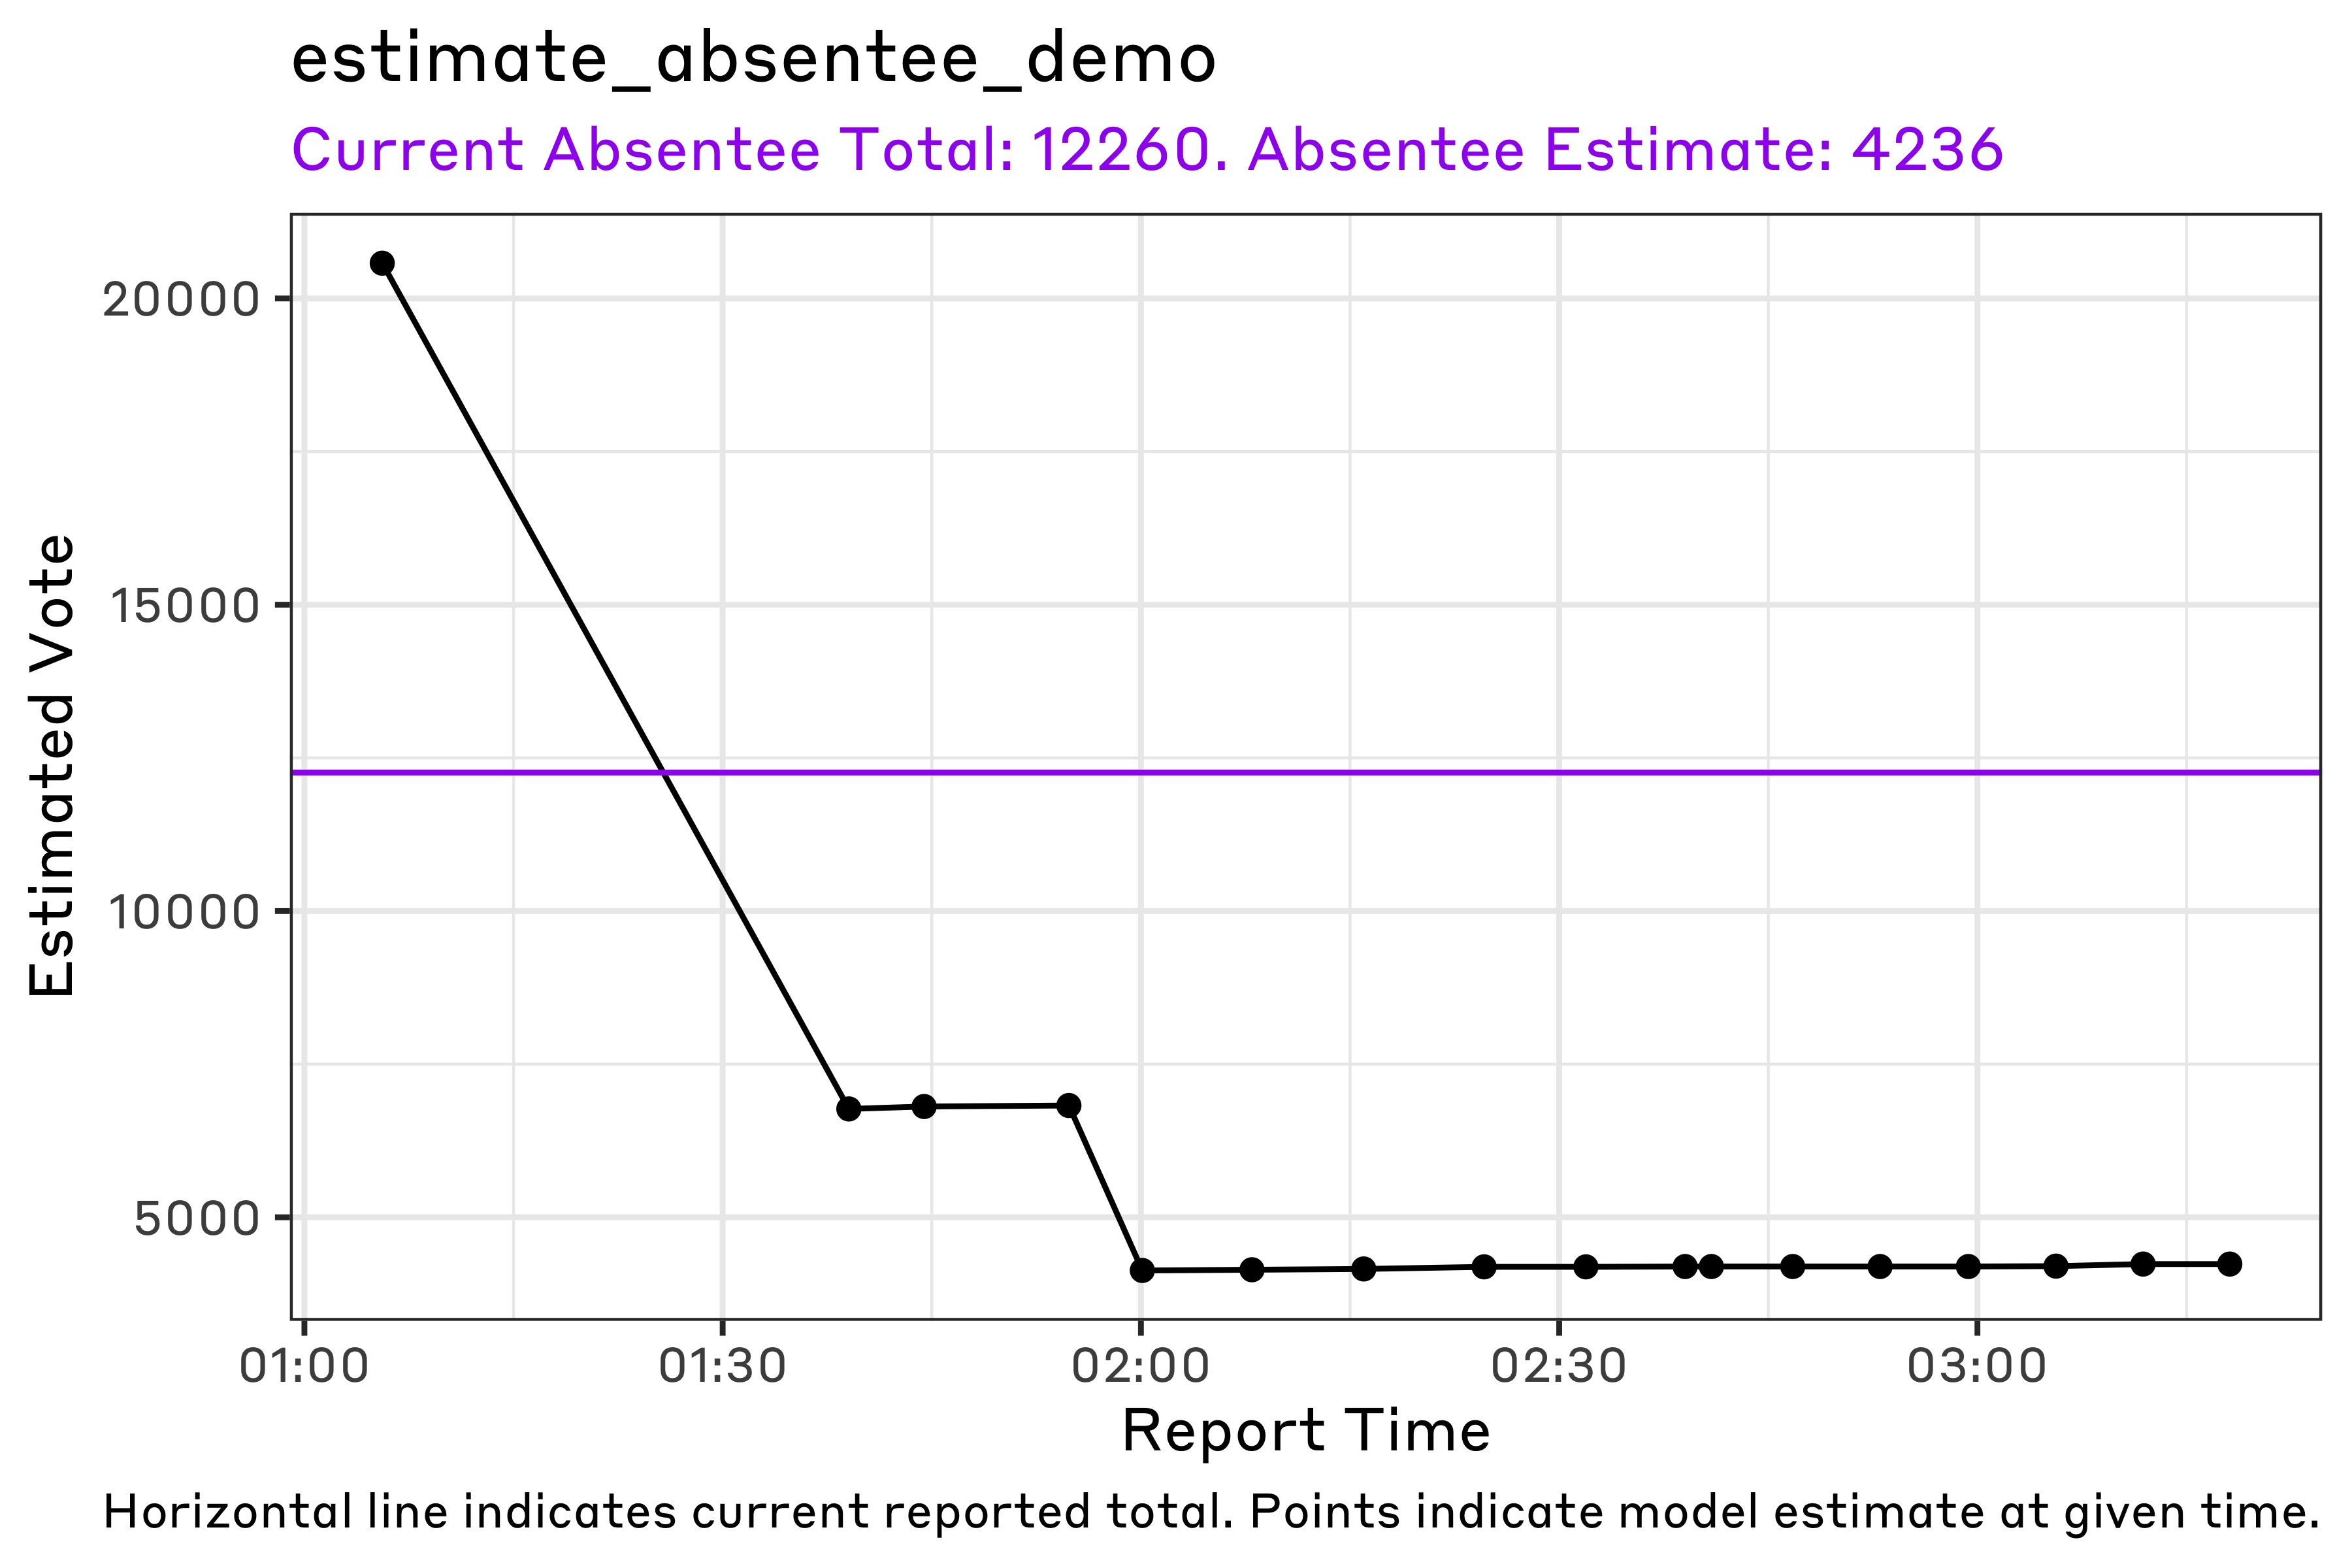 estimate_absentee_demo
Current Absentee Total: 12260. Absentee Estimate: 4236
Estimated Vote
20000
15000
10000
5000
01:00 01:30 02:00 02:30 03:00
Report Time
Horizontal line indicates current reported total. Points indicate model estimate at given time.